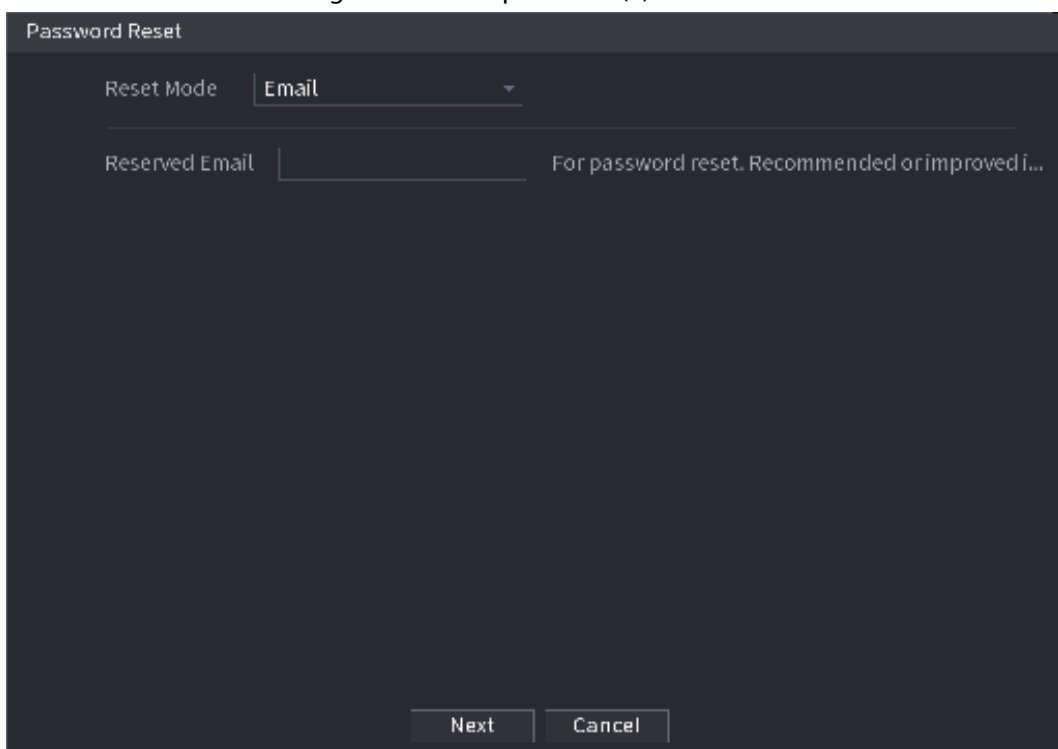 Password Reset
Reset Mode Email
Reserved Email For password reset. Recommended or improved i...
Next Cancel